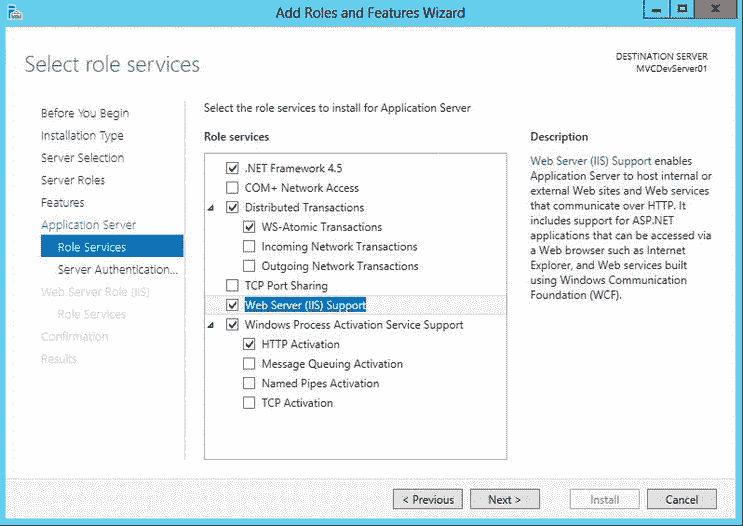 Add Roles and Features Wizard
Select role services
DESTINATION SERVER
MVCDevServer01
Before You Begin
Installation Type
Server Selection
Server Roles
Features
Application Server
Role Services
Server Authentication...
Web Server Role (IIS)
Role Services
Confirmation
Results
Select the role services to install for Application Server
Role services
.NET Framework 4.5
COM+ Network Access
Distributed Transactions
WS-Atomic Transactions
Incoming Network Transactions
Outgoing Network Transactions
TCP Port Sharing
Web Server (IIS) Support
Windows Process Activation Service Support
HTTP Activation
Message Queuing Activation
Named Pipes Activation
TCP Activation
Description
Web Server (IIS) Support enables
Application Server to host internal or
external Web sites and Web services
that communicate over HTTP. It
includes support for ASP.NET
applications that can be accessed via
a Web browser such as Internet
Explorer, and Web services built
using Windows Communication
Foundation (WCF).
< Previous
Next >
Install
Cancel